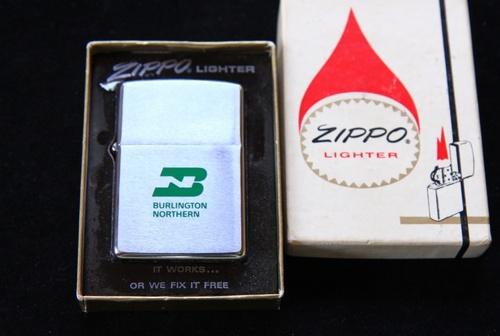 ZIPPO® LIGHTER
BURLINGTON
NORTHERN
IT WORKS...
OR WE FIX IT FREE
ZIPPO®
LIGHTER